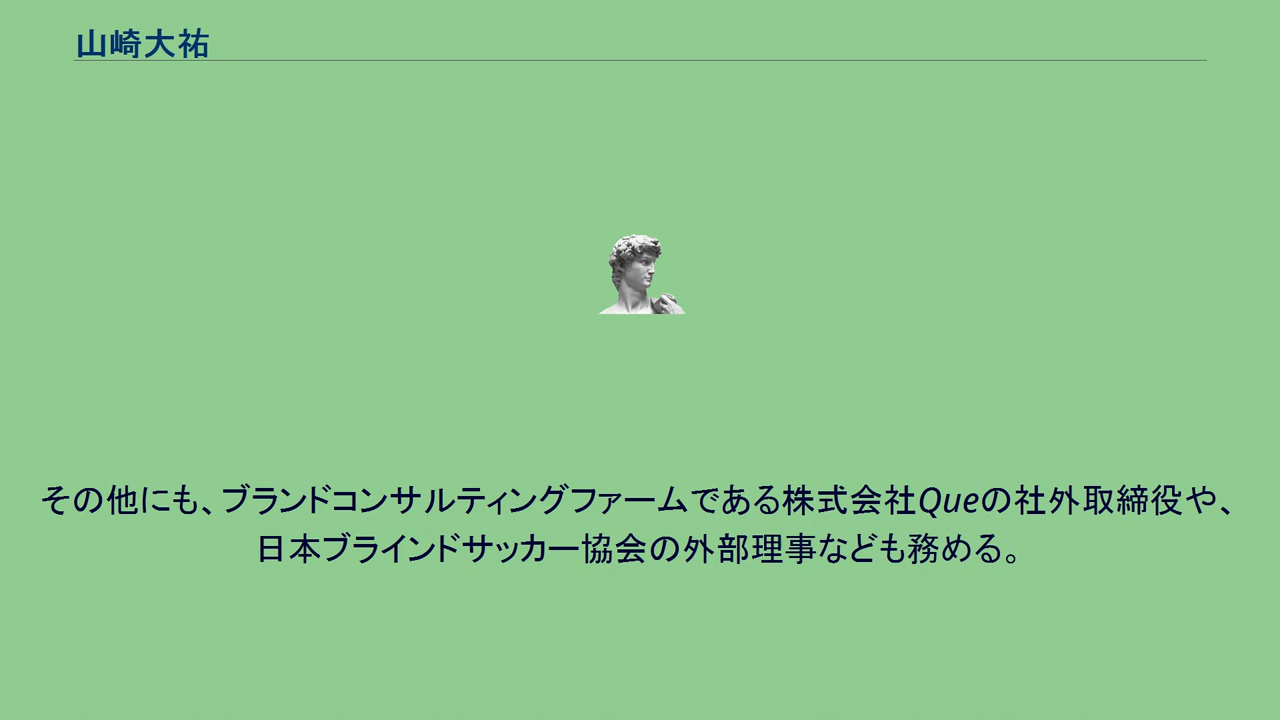 山崎大祐
その他にも、ブランドコンサルティングファームである株式会社Queの社外取締役や、
日本ブラインドサッカー協会の外部理事なども務める。